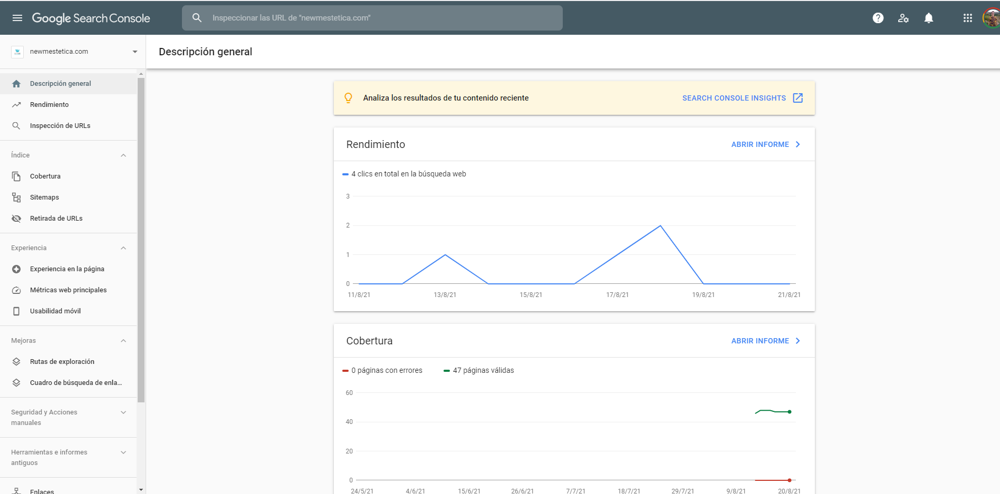 Google Search Console
Inspeccionar las URL de "newmestetica.com"
newmestetica.com
Descripción general
Rendimiento
Inspección de URLs
Índice
Cobertura
Sitemaps
Retirada de URLs
Experiencia
Experiencia en la página
Métricas web principales
Usabilidad móvil
Mejoras
Rutas de exploración
Cuadro de búsqueda de enla...
Seguridad y Acciones
manuales
Herramientas e informes
antiguos
Enlaces
Descripción general
Analiza los resultados de tu contenido reciente
SEARCH CONSOLE INSIGHTS
Rendimiento
ABRIR INFORME
4 clics en total en la búsqueda web
3
2
1
0
11/8/21 13/8/21 15/8/21 17/8/21 19/8/21 21/8/21
Cobertura
ABRIR INFORME
0 páginas con errores 47 páginas válidas
60
40
20
0
24/5/21 4/6/21 15/6/21 26/6/21 7/7/21 18/7/21 29/7/21 9/8/21 20/8/21